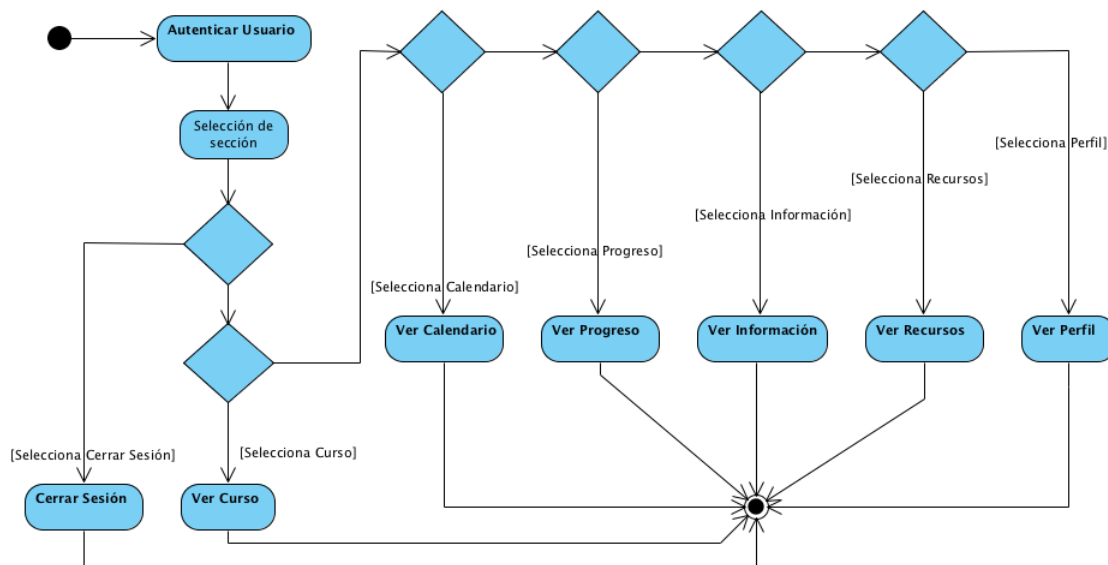 Autenticar Usuario
Selección de
sección
[Selecciona Perfil]
[Selecciona Recursos]
[Selecciona Información]
[Selecciona Progreso]
[Selecciona Calendario]
Ver Calendario
Ver Progreso
Ver Información
Ver Recursos
Ver Perfil
[Selecciona Cerrar Sesión]
[Selecciona Curso]
Cerrar Sesión
Ver Curso